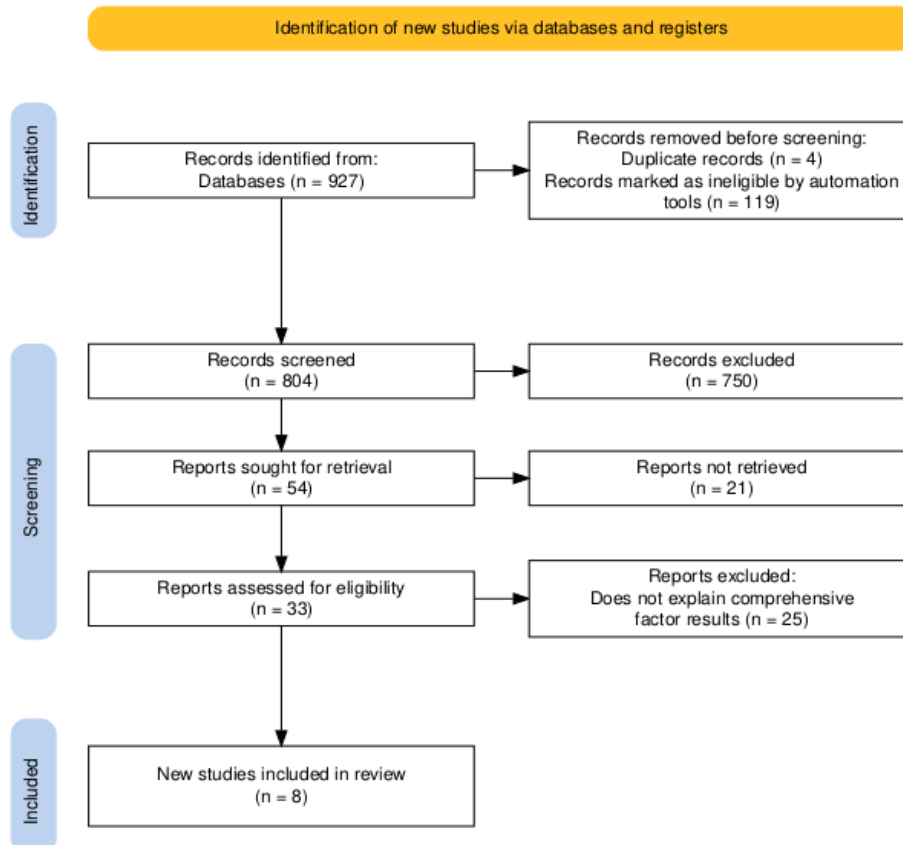 Identification of new studies via databases and registers
Identification
Records identified from:
Databases (n = 927)
Records removed before screening:
Duplicate records (n = 4)
Records marked as ineligible by automation
tools (n = 119)
Screening
Records screened
(n = 804)
Records excluded
(n = 750)
Reports sought for retrieval
(n = 54)
Reports not retrieved
(n = 21)
Reports assessed for eligibility
(n = 33)
Reports excluded:
Does not explain comprehensive
factor results (n = 25)
Included
New studies included in review
(n = 8)